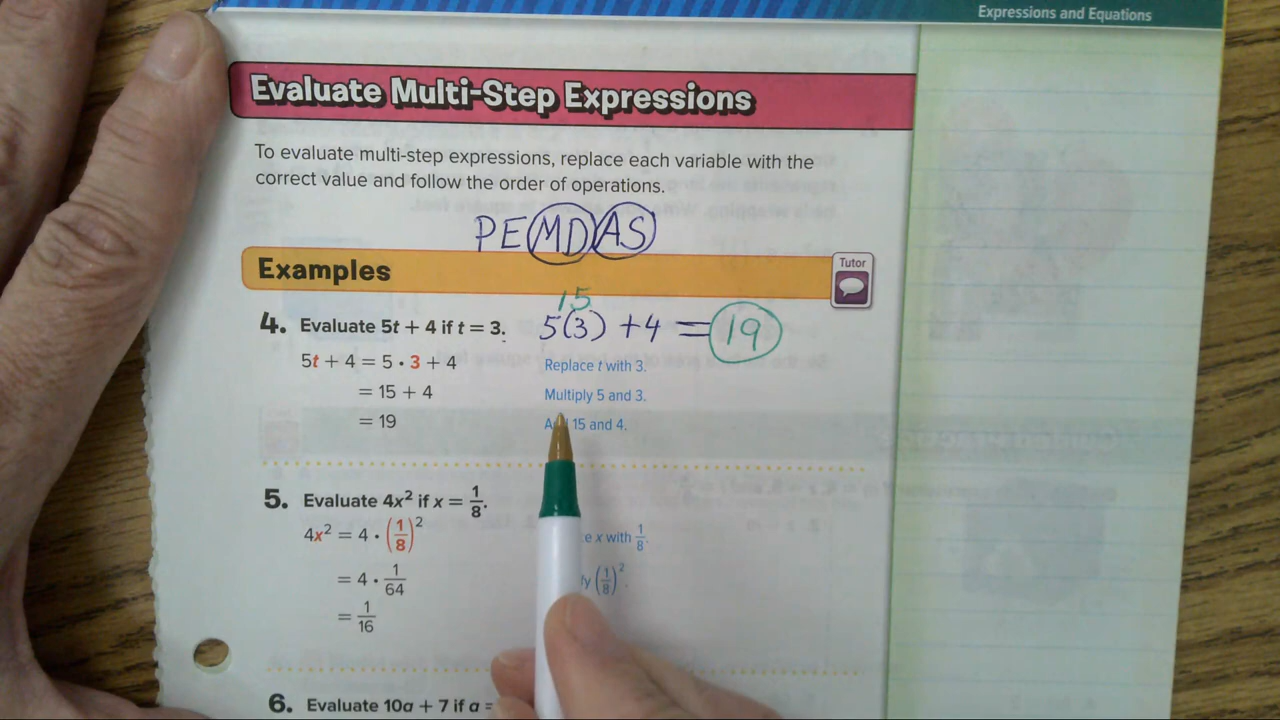 Expressions and Equations
Evaluate Multi-Step Expressions
To evaluate multi-step expressions, replace each variable with the
correct value and follow the order of operations.
PEMDAS
Examples
Tutor
15
4. Evaluate 5t + 4 if t = 3. 5(3) + 4 = 19
5t + 4 = 5 · 3 + 4 Replace t with 3.
= 15 + 4 Multiply 5 and 3.
= 19 15 and 4.
5. Evaluate 4x² if x = 1/8.
4x² = 4 · (1/8)² x with 1/8.
= 4 · 1/64 (1/8)².
= 1/16
6. Evaluate 10a + 7 if a =